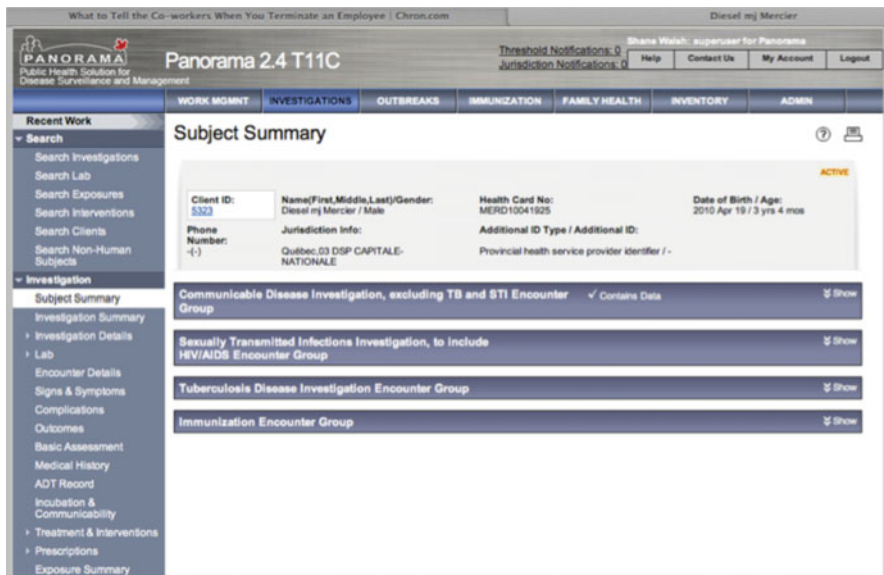 What to Tell the Co-workers When You Terminate an Employee | Chron.com
Diesel mj Mercier
PANORAMA
Public Health Solution for
Disease Surveillance and Management
Panorama 2.4 T11C
Shane Walsh: superuser for Panorama
Threshold Notifications: 0
Jurisdiction Notifications: 0
Help
Contact Us
My Account
Logout
WORK MGMNT
INVESTIGATIONS
OUTBREAKS
IMMUNIZATION
FAMILY HEALTH
INVENTORY
ADMIN
Recent Work
Search
Search Investigations
Search Lab
Search Exposures
Search Interventions
Search Clients
Search Non-Human
Subjects
Investigation
Subject Summary
Investigation Summary
Investigation Details
Lab
Encounter Details
Signs & Symptoms
Complications
Outcomes
Basic Assessment
Medical History
ADT Record
Incubation &
Communicability
Treatment & Interventions
Prescriptions
Exposure Summary
Subject Summary
?
ACTIVE
Client ID:
5323
Name(First,Middle,Last)/Gender:
Diesel mj Mercier / Male
Health Card No:
MERD10041925
Date of Birth / Age:
2010 Apr 19 / 3 yrs 4 mos
Phone
Number:
-(-)
Jurisdiction Info:
Québec,03 DSP CAPITALE-
NATIONALE
Additional ID Type / Additional ID:
Provincial health service provider identifier / -
Communicable Disease Investigation, excluding TB and STI Encounter
Group
✓ Contains Data
Show
Sexually Transmitted Infections Investigation, to include
HIV/AIDS Encounter Group
Show
Tuberculosis Disease Investigation Encounter Group
Show
Immunization Encounter Group
Show